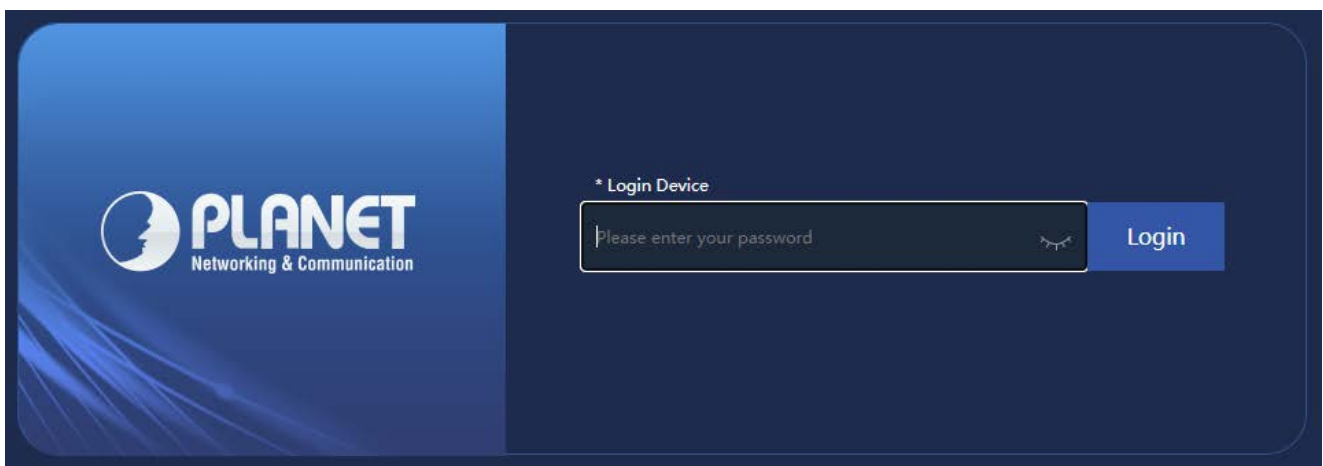 PLANET
Networking & Communication
* Login Device
Please enter your password
Login